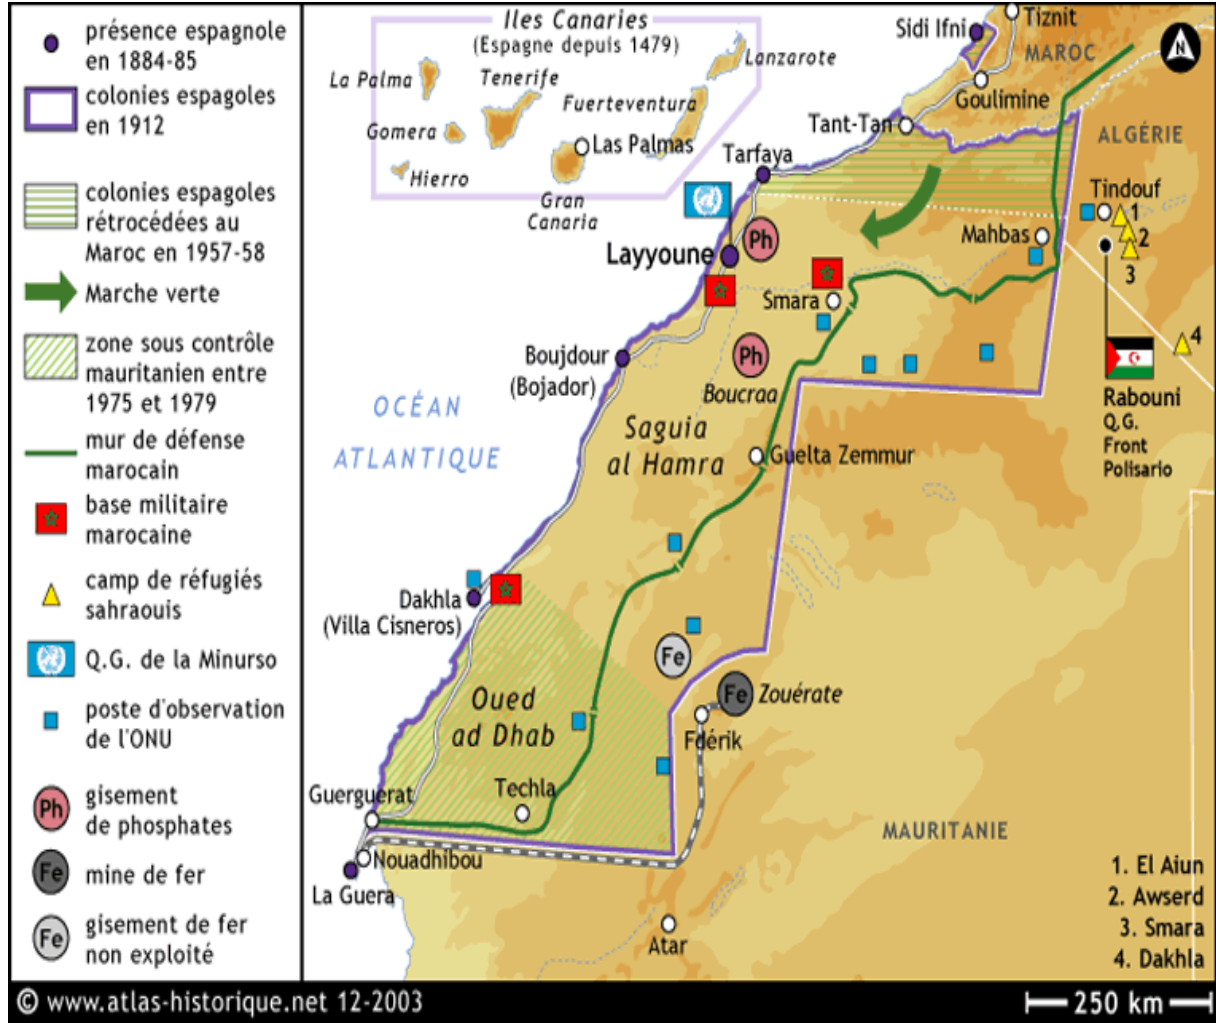 présence espagnole
en 1884-85
colonies espagoles
en 1912
colonies espagoles
rétrocédées au
Maroc en 1957-58
Marche verte
zone sous contrôle
mauritanien entre
1975 et 1979
mur de défense
marocain
base militaire
marocaine
camp de réfugiés
sahraouis
Q.G. de la Minurso
poste d'observation
de l'ONU
Ph
gisement
de phosphates
Fe
mine de fer
Fe
gisement de fer
non exploité
Iles Canaries
(Espagne depuis 1479)
La Palma
Tenerife
Lanzarote
Fuerteventura
Gomera
Las Palmas
Hierro
Gran
Canaria
Sidi Ifni
Tiznit
N
MAROC
Goulimine
Tant-Tan
ALGÉRIE
Tarfaya
Tindouf
1
2
3
4
Mahbas
Ph
Layyoune
Smara
Boujdour
(Bojador)
Ph
Boucraa
Rabouni
Q.G.
Front
Polisario
OCÉAN
ATLANTIQUE
Saguia
al Hamra
Guelta Zemmur
Dakhla
(Villa Cisneros)
Fe
Fe
Zouérate
Oued
ad Dhab
Fdérik
Techla
Guerguerat
MAURITANIE
Nouadhibou
La Guera
Atar
1. El Aiun
2. Awserd
3. Smara
4. Dakhla
© www.atlas-historique.net 12-2003
250 km